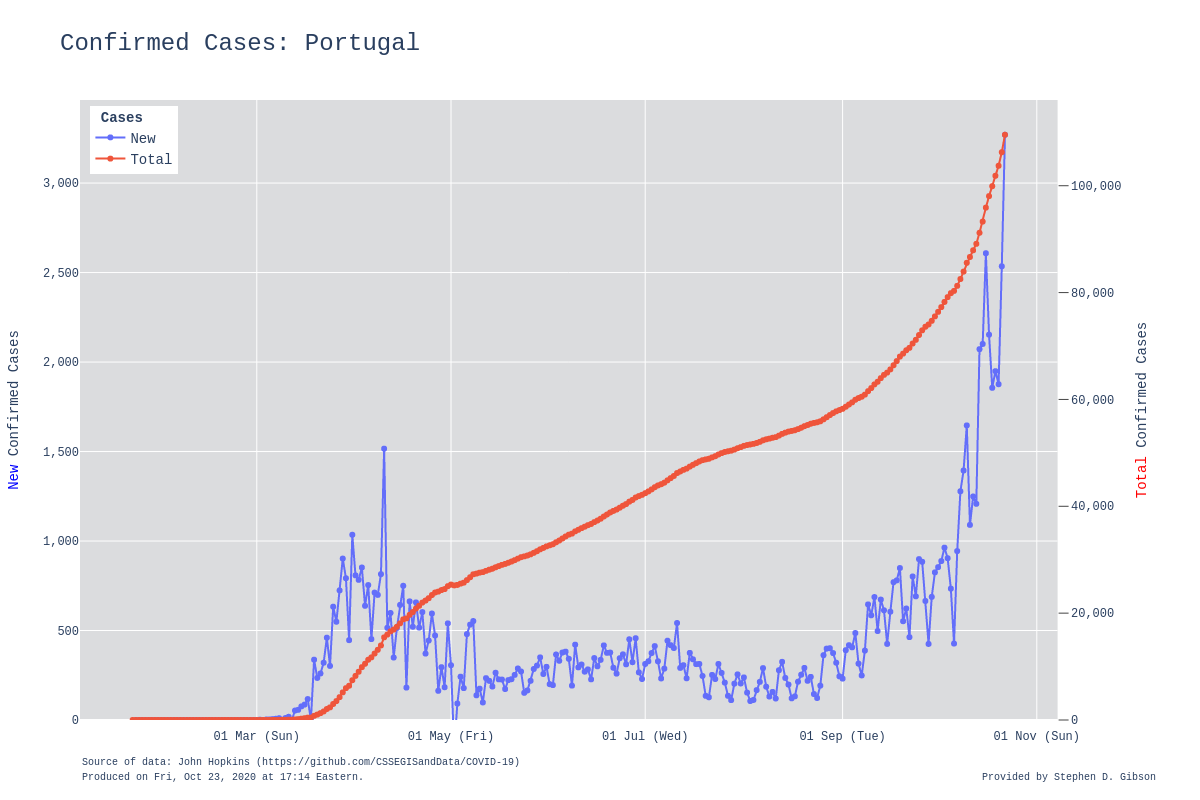 Confirmed Cases: Portugal
Cases
New
Total
3,000
2,500
2,000
1,500
1,000
500
0
100,000
80,000
60,000
40,000
20,000
0
New Confirmed Cases
Total Confirmed Cases
01 Mar (Sun) 01 May (Fri) 01 Jul (Wed) 01 Sep (Tue) 01 Nov (Sun)
Source of data: John Hopkins (https://github.com/CSSEGISandData/COVID-19)
Produced on Fri, Oct 23, 2020 at 17:14 Eastern.
Provided by Stephen D. Gibson